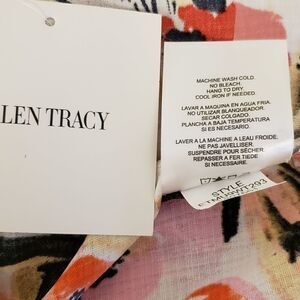 LEN TRACY
MACHINE WASH COLD.
NO BLEACH.
HANG TO DRY.
COOL IRON IF NEEDED.
LAVAR A MAQUINA EN AGUA FRIA.
NO UTILIZAR BLANQUEADOR.
SECAR COLGADO.
PLANCHA A BAJA TEMPERATURA
SI ES NECESARIO.
LAVER A LA MACHINE A L'EAU FROIDE;
NE PAS JAVELLISER.
SUSPENDRE POUR SÉCHER
REPASSER A FER TIEDE
SI NECESSAIRE.
STYLE